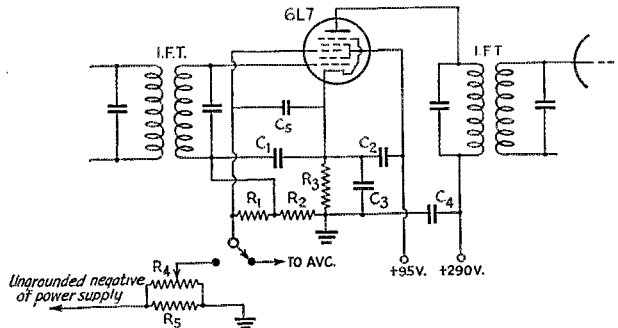 6L7
I.F.T.
I.F.T
C5
C1
C2
R3
C3
C4
R1
R2
TO AVC.
+95V.
+290V.
R4
Ungrounded negative
of power supply
R5